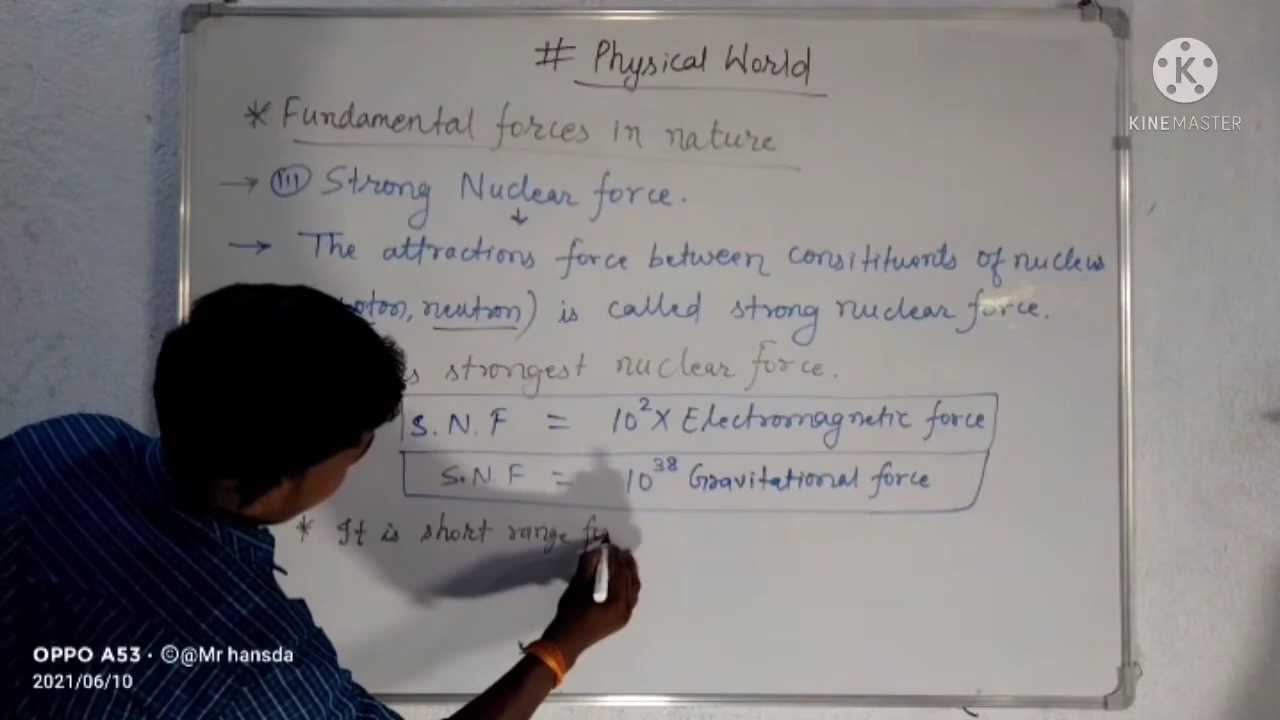 # Physical World
* Fundamental forces in nature
→ (III) Strong Nuclear force.
→ The attractions force between consitituents of nucleus
neutron) is called strong nuclear force.
strongest nuclear force.
S.N.F = 10² X Electromagnetic force
S.N.F = 10³⁸ Gravitational force
* It is short range
KINEMASTER
OPPO A53 · ©@Mr hansda
2021/06/10